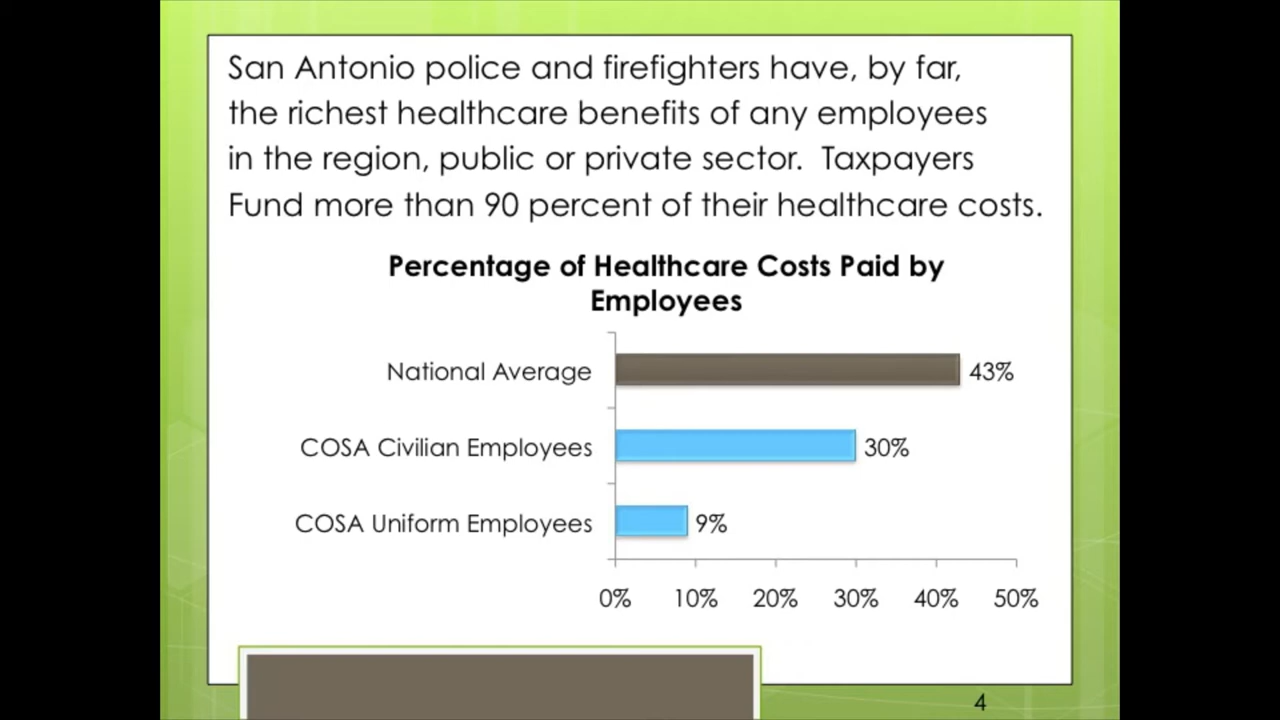 San Antonio police and firefighters have, by far,
the richest healthcare benefits of any employees
in the region, public or private sector.  Taxpayers
Fund more than 90 percent of their healthcare costs.
Percentage of Healthcare Costs Paid by
Employees
National Average 43%
COSA Civilian Employees 30%
COSA Uniform Employees 9%
0% 10% 20% 30% 40% 50%
4